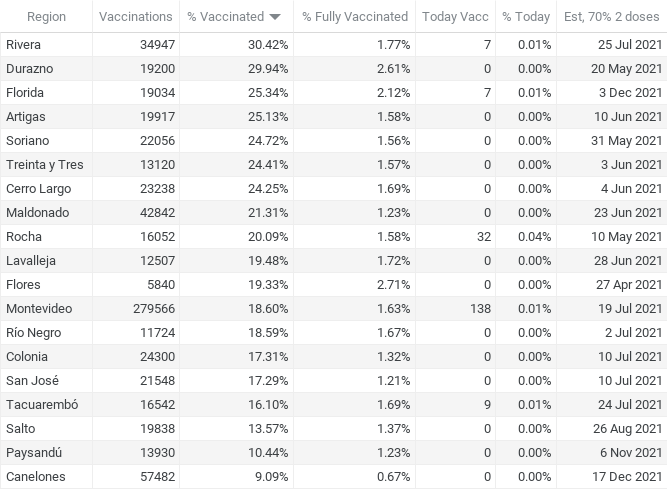 Region Vaccinations % Vaccinated % Fully Vaccinated Today Vacc % Today Est, 70% 2 doses
Rivera 34947 30.42% 1.77% 7 0.01% 25 Jul 2021
Durazno 19200 29.94% 2.61% 0 0.00% 20 May 2021
Florida 19034 25.34% 2.12% 7 0.01% 3 Dec 2021
Artigas 19917 25.13% 1.58% 0 0.00% 10 Jun 2021
Soriano 22056 24.72% 1.56% 0 0.00% 31 May 2021
Treinta y Tres 13120 24.41% 1.57% 0 0.00% 3 Jun 2021
Cerro Largo 23238 24.25% 1.69% 0 0.00% 4 Jun 2021
Maldonado 42842 21.31% 1.23% 0 0.00% 23 Jun 2021
Rocha 16052 20.09% 1.58% 32 0.04% 10 May 2021
Lavalleja 12507 19.48% 1.72% 0 0.00% 28 Jun 2021
Flores 5840 19.33% 2.71% 0 0.00% 27 Apr 2021
Montevideo 279566 18.60% 1.63% 138 0.01% 19 Jul 2021
Río Negro 11724 18.59% 1.67% 0 0.00% 2 Jul 2021
Colonia 24300 17.31% 1.32% 0 0.00% 10 Jul 2021
San José 21548 17.29% 1.21% 0 0.00% 10 Jul 2021
Tacuarembó 16542 16.10% 1.69% 9 0.01% 24 Jul 2021
Salto 19838 13.57% 1.37% 0 0.00% 26 Aug 2021
Paysandú 13930 10.44% 1.23% 0 0.00% 6 Nov 2021
Canelones 57482 9.09% 0.67% 0 0.00% 17 Dec 2021